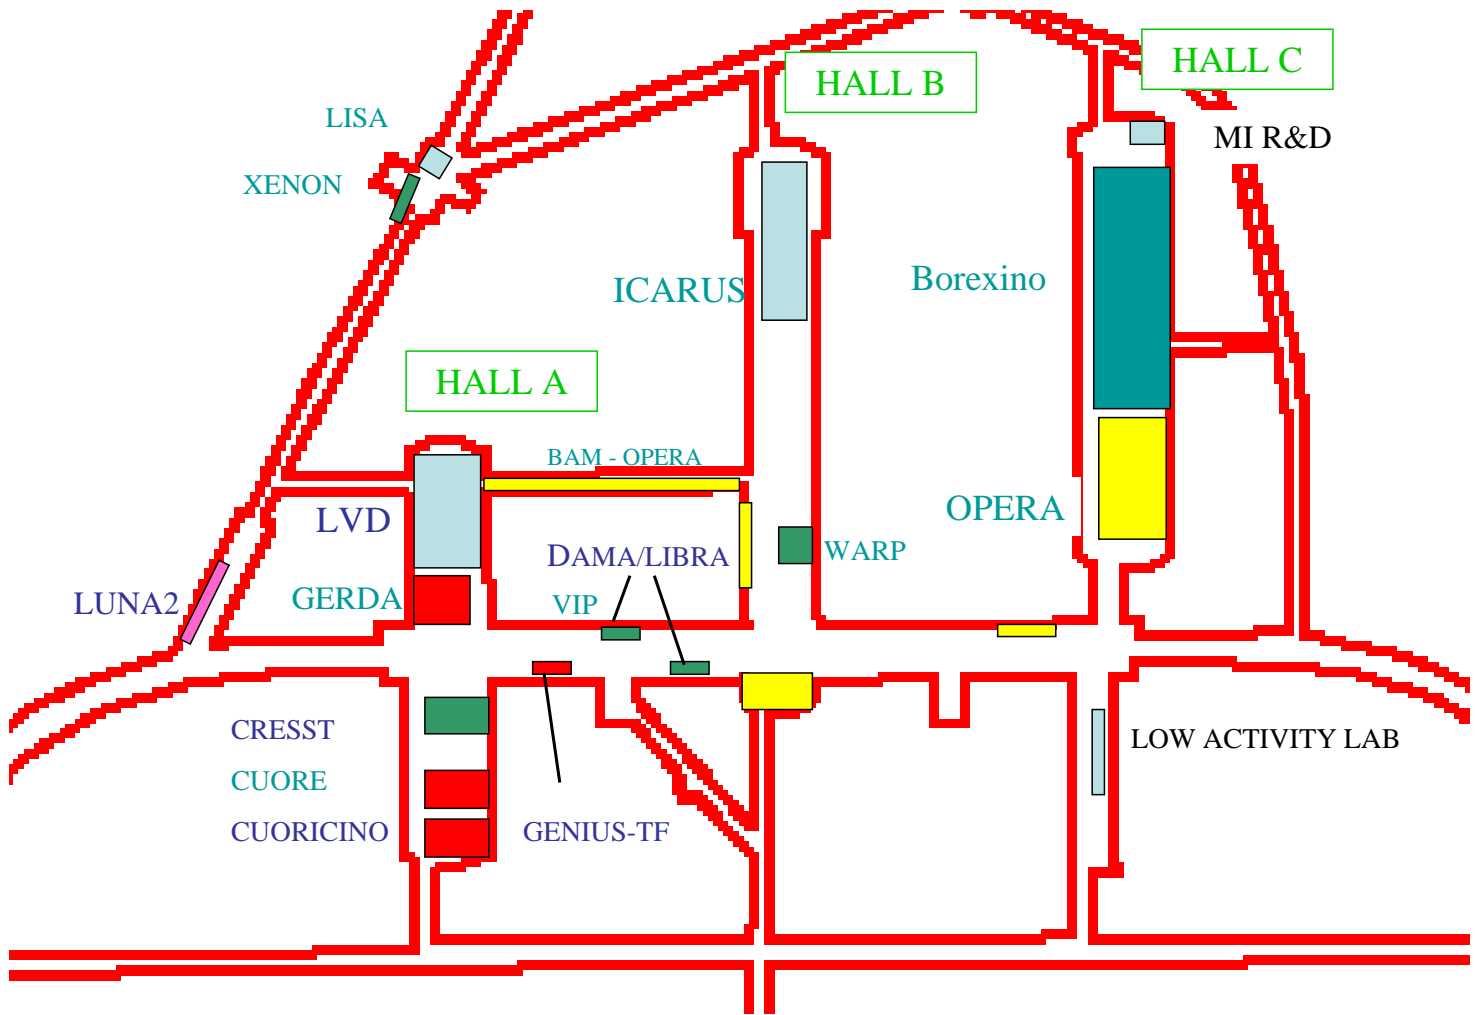 HALL C
HALL B
LISA
MI R&D
XENON
ICARUS
Borexino
HALL A
BAM - OPERA
LVD
OPERA
DAMA/LIBRA
WARP
LUNA2
GERDA
VIP
CRESST
LOW ACTIVITY LAB
CUORE
CUORICINO
GENIUS-TF